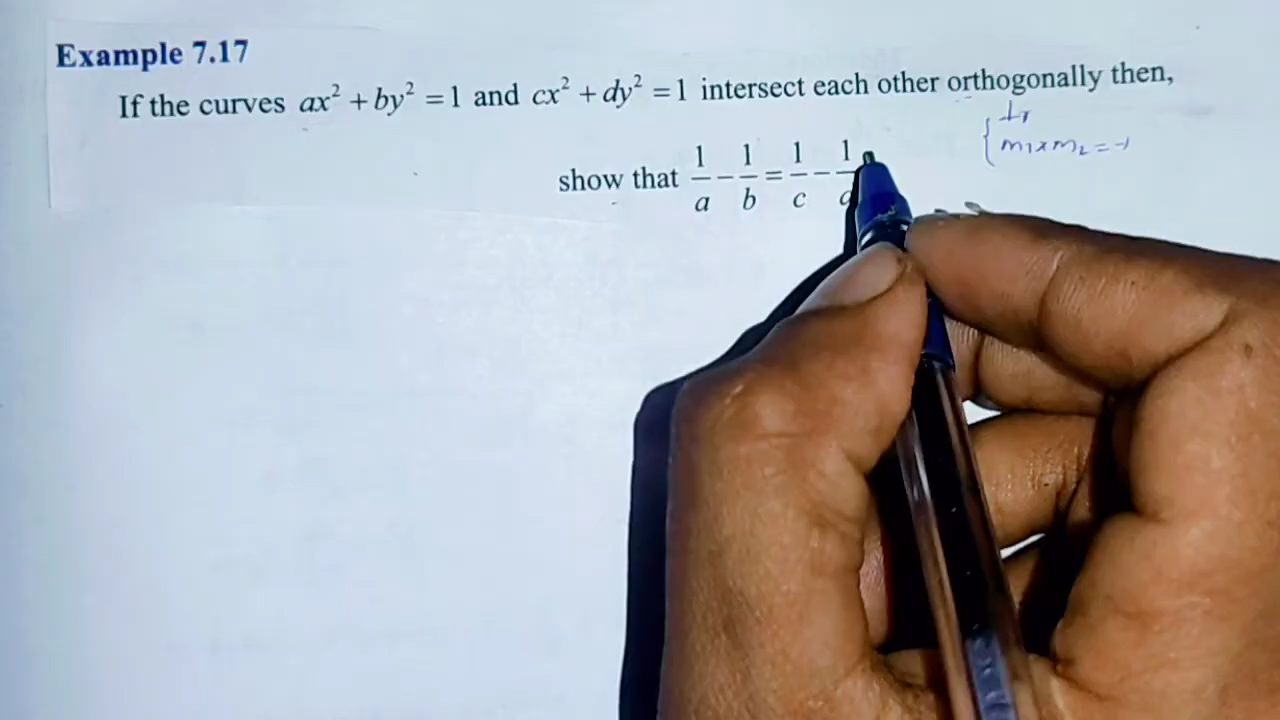 Example 7.17
If the curves ax² + by² = 1 and cx² + dy² = 1 intersect each other orthogonally then,
⊥r
m₁ × m₂ = -1
show that 1/a - 1/b = 1/c - 1/d